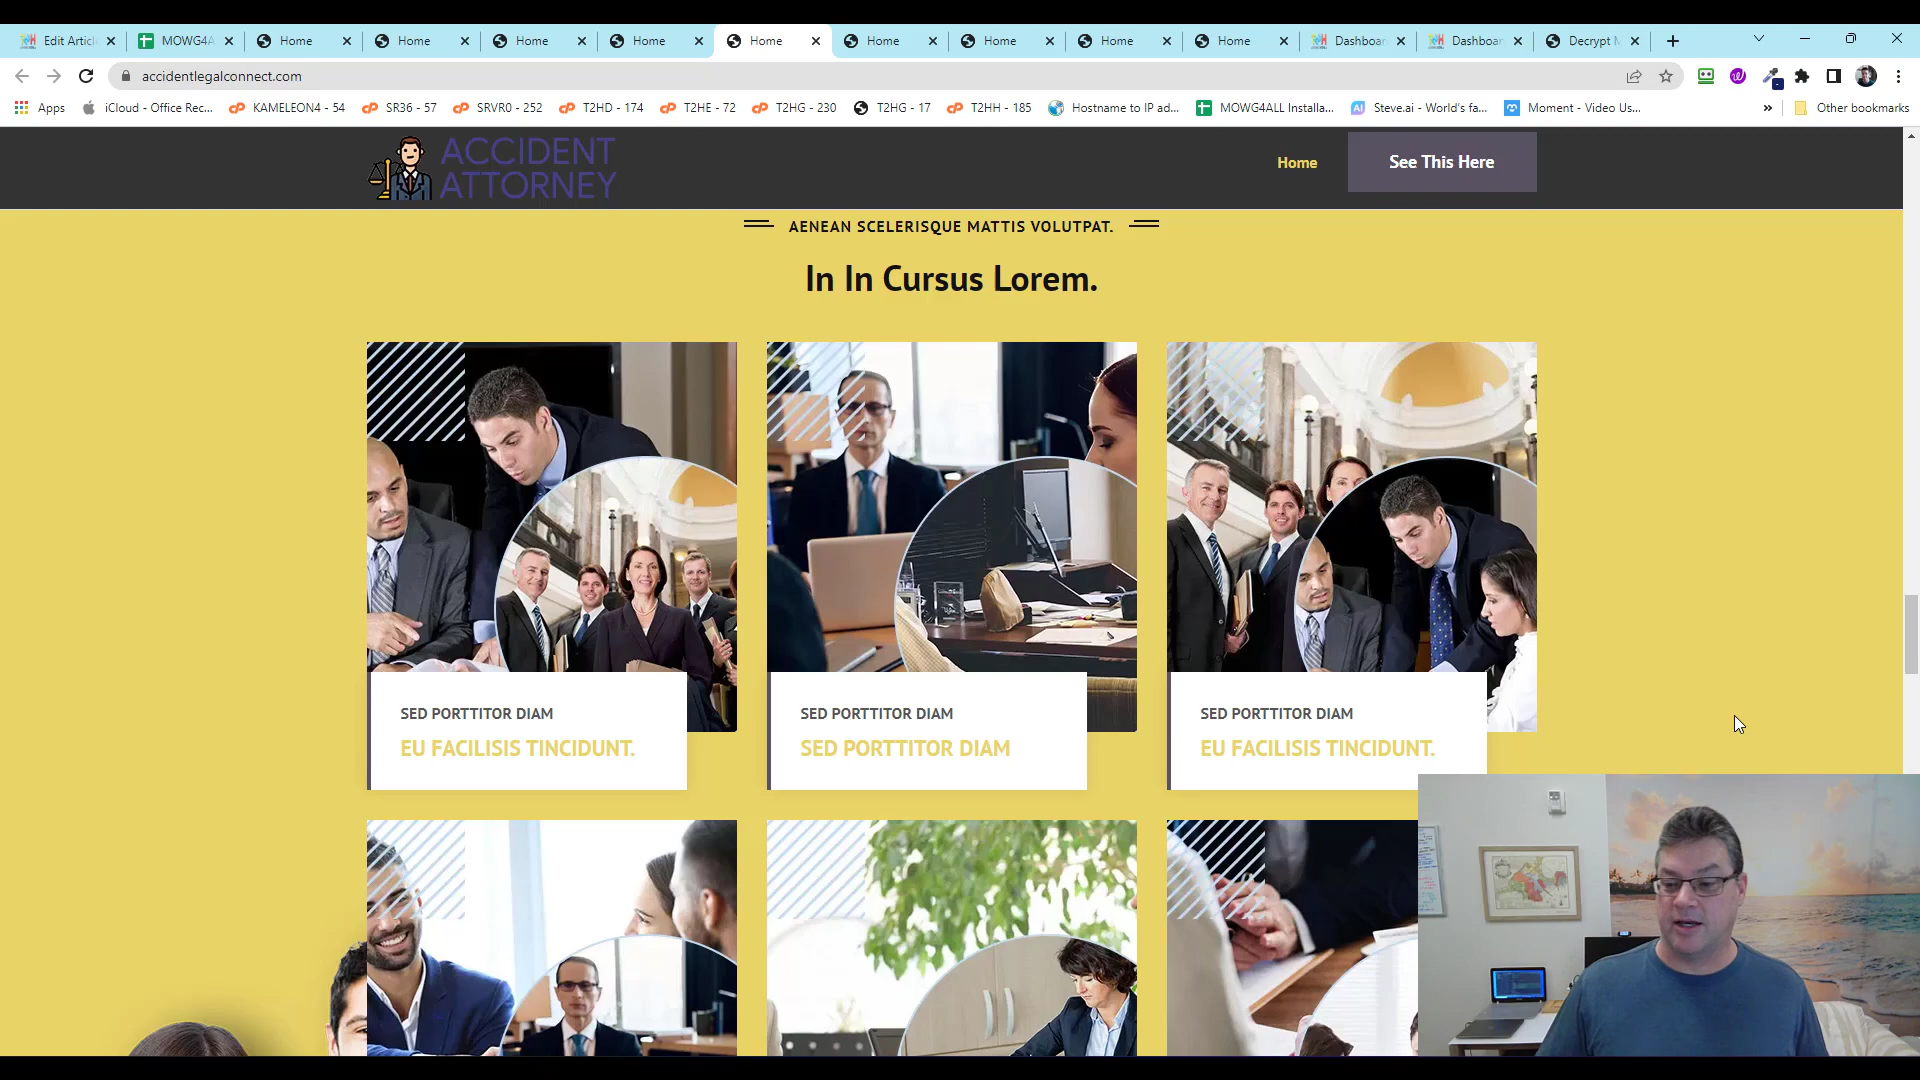 Edit Articl
MOWG4A
Home
Home
Home
Home
Home
Home
Home
Home
Home
Dashboar
Dashboar
Decrypt M
accidentlegalconnect.com
Apps
iCloud - Office Rec...
KAMELEON4 - 54
SR36 - 57
SRVR0 - 252
T2HD - 174
T2HE - 72
T2HG - 230
T2HG - 17
T2HH - 185
Hostname to IP ad...
MOWG4ALL Installa...
Steve.ai - World's fa...
Moment - Video Us...
Other bookmarks
ACCIDENT
ATTORNEY
Home
See This Here
AENEAN SCELERISQUE MATTIS VOLUTPAT.
In In Cursus Lorem.
SED PORTTITOR DIAM
EU FACILISIS TINCIDUNT.
SED PORTTITOR DIAM
SED PORTTITOR DIAM
SED PORTTITOR DIAM
EU FACILISIS TINCIDUNT.